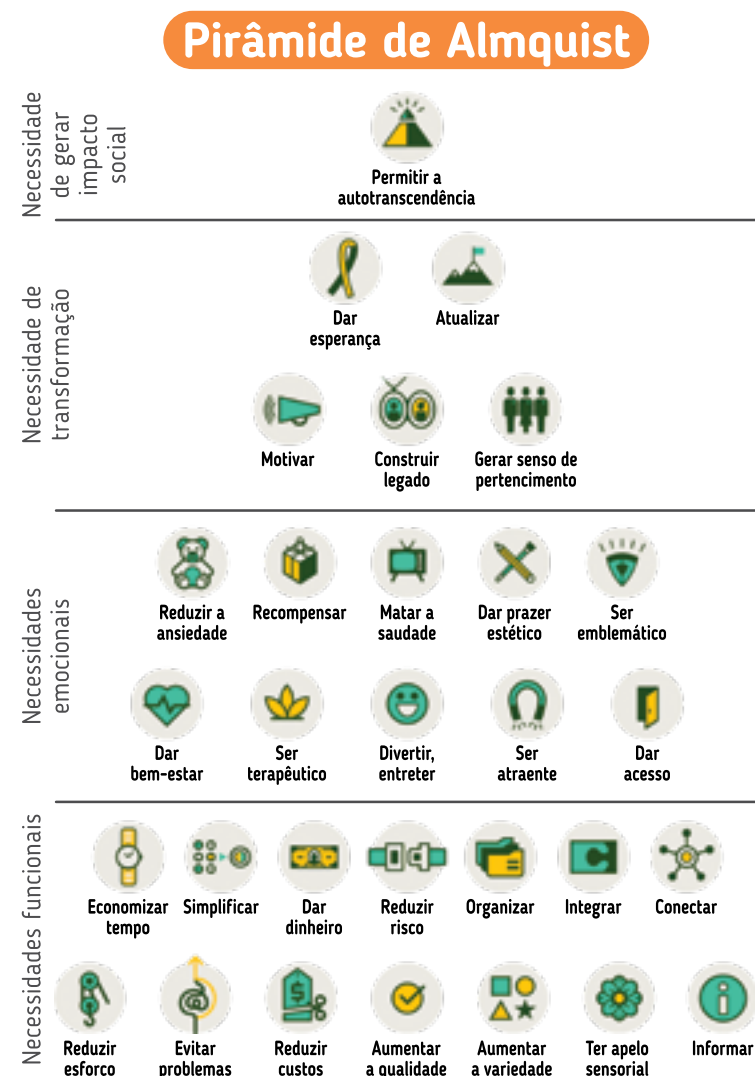 Pirâmide de Almquist
Necessidade
de gerar
impacto
social
Permitir a
autotranscendência
Necessidade de
transformação
Dar
esperança
Atualizar
Motivar
Construir
legado
Gerar senso de
pertencimento
Necessidades
emocionais
Reduzir a
ansiedade
Recompensar
Matar a
saudade
Dar prazer
estético
Ser
emblemático
Dar
bem-estar
Ser
terapêutico
Divertir,
entreter
Ser
atraente
Dar
acesso
Necessidades funcionais
Economizar
tempo
Simplificar
Dar
dinheiro
Reduzir
risco
Organizar
Integrar
Conectar
$
Reduzir
esforço
Evitar
problemas
Reduzir
custos
Aumentar
a qualidade
Aumentar
a variedade
Ter apelo
sensorial
Informar